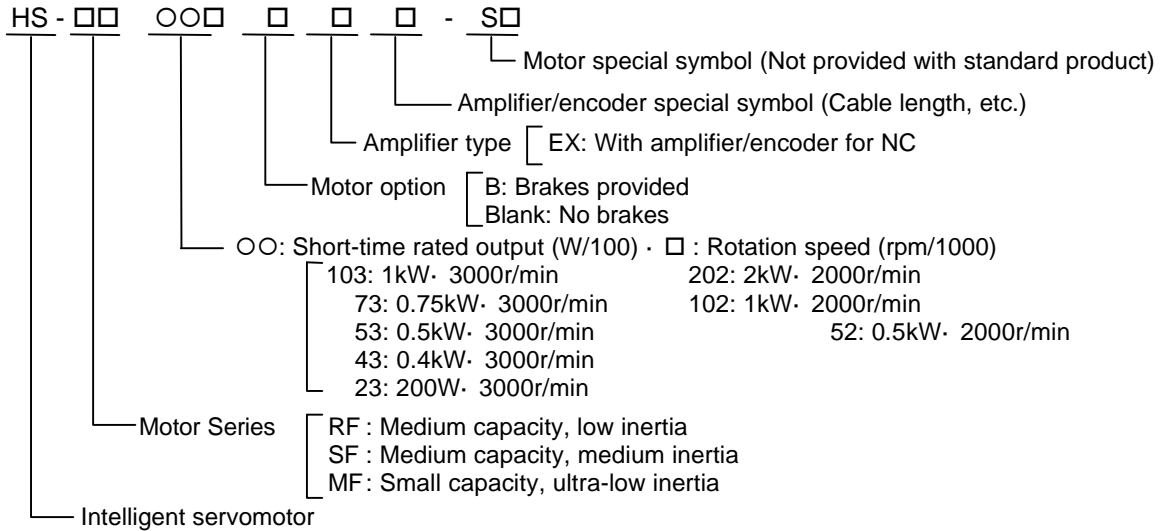 HS - □□ ○○□ □ □ □ - S□
Motor special symbol (Not provided with standard product)
Amplifier/encoder special symbol (Cable length, etc.)
Amplifier type EX: With amplifier/encoder for NC
Motor option B: Brakes provided
Blank: No brakes
○○: Short-time rated output (W/100) · □ : Rotation speed (rpm/1000)
103: 1kW· 3000r/min 202: 2kW· 2000r/min
73: 0.75kW· 3000r/min 102: 1kW· 2000r/min
53: 0.5kW· 3000r/min 52: 0.5kW· 2000r/min
43: 0.4kW· 3000r/min
23: 200W· 3000r/min
Motor Series RF : Medium capacity, low inertia
SF : Medium capacity, medium inertia
MF : Small capacity, ultra-low inertia
Intelligent servomotor